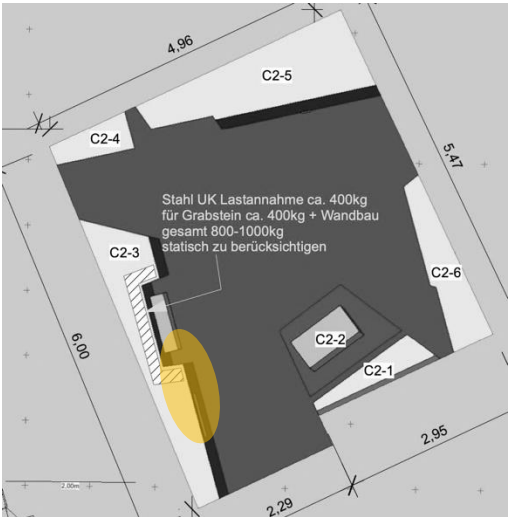 4,96
C2-5
C2-4
5,47
Stahl UK Lastannahme ca. 400kg
für Grabstein ca. 400kg + Wandbau
gesamt 800-1000kg
statisch zu berücksichtigen
C2-3
C2-6
6,00
C2-2
C2-1
2,95
2.00m
2,29